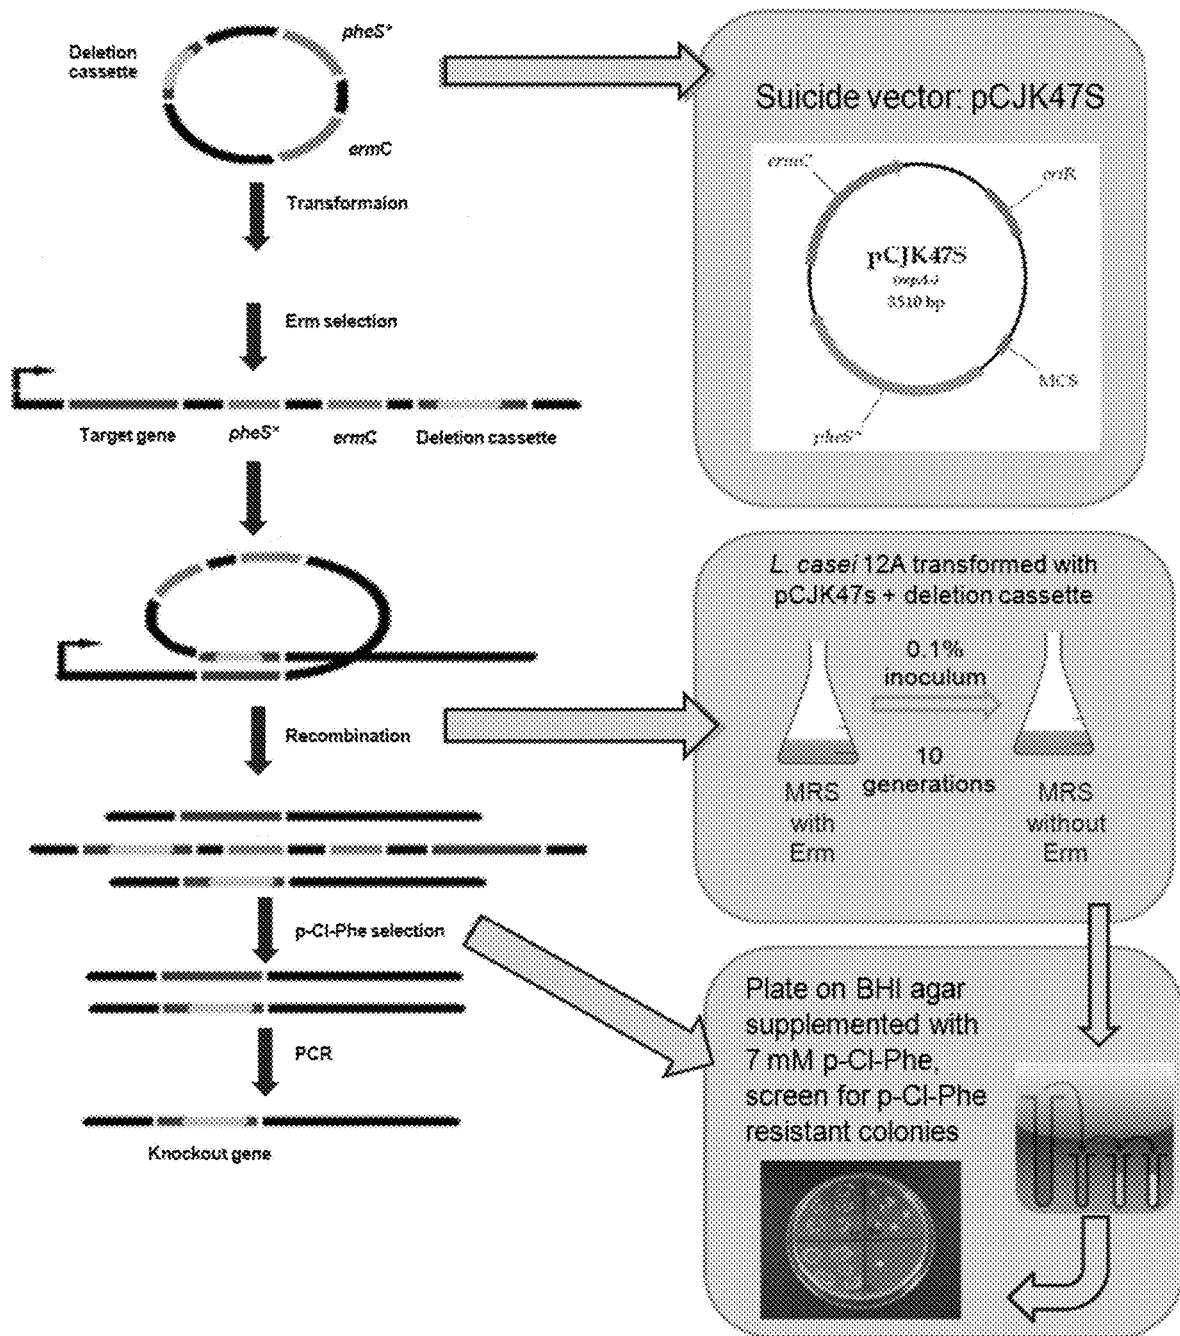 pheS*
Deletion
cassette
ermC
Transformaion
Erm selection
Target gene
pheS*
ermC
Deletion cassette
Recombination
p-Cl-Phe selection
PCR
Knockout gene
Suicide vector: pCJK47S
ermC
oriR
pCJK47S
8510 bp
MCS
pheS*
L. casei 12A transformed with
pCJK47s + deletion cassette
0.1%
inoculum
10
generations
MRS
with
Erm
MRS
without
Erm
Plate on BHI agar
supplemented with
7 mM p-Cl-Phe,
screen for p-Cl-Phe
resistant colonies